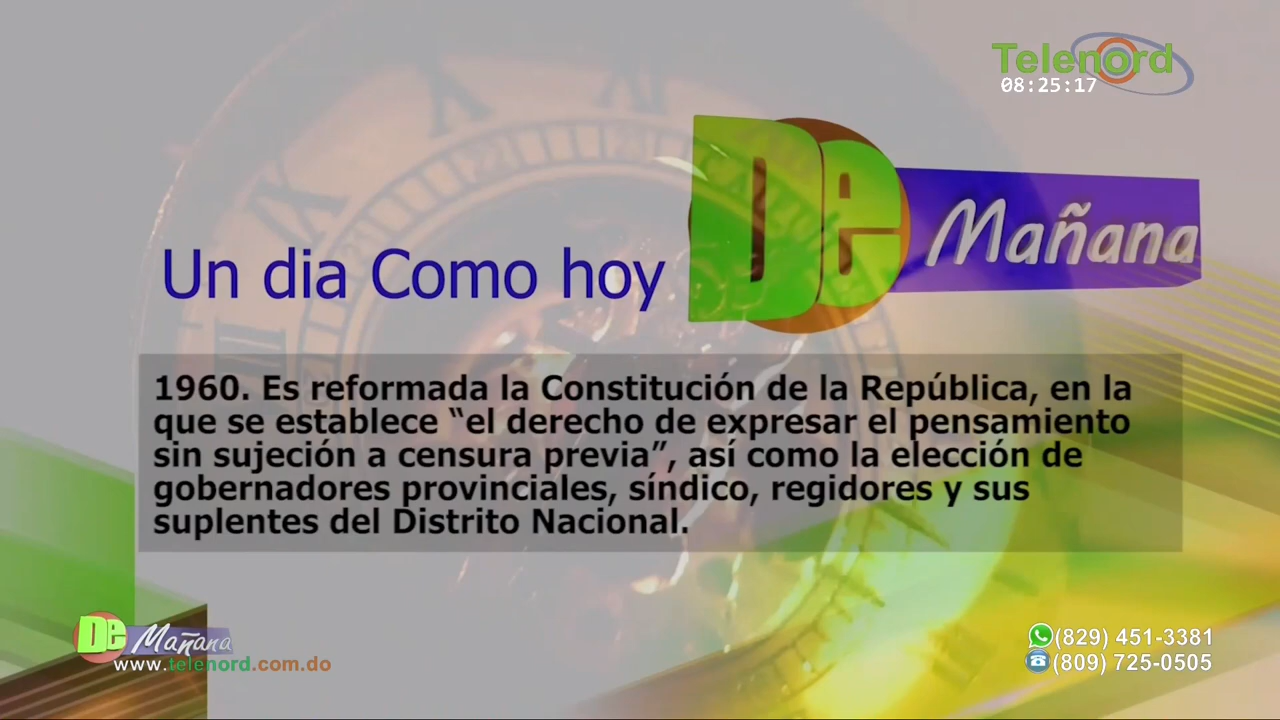 Telenord
08:25:17
De Mañana
Un dia Como hoy
1960. Es reformada la Constitución de la República, en la
que se establece “el derecho de expresar el pensamiento
sin sujeción a censura previa”, así como la elección de
gobernadores provinciales, síndico, regidores y sus
suplentes del Distrito Nacional.
De Mañana
www.telenord.com.do
(829) 451-3381
(809) 725-0505